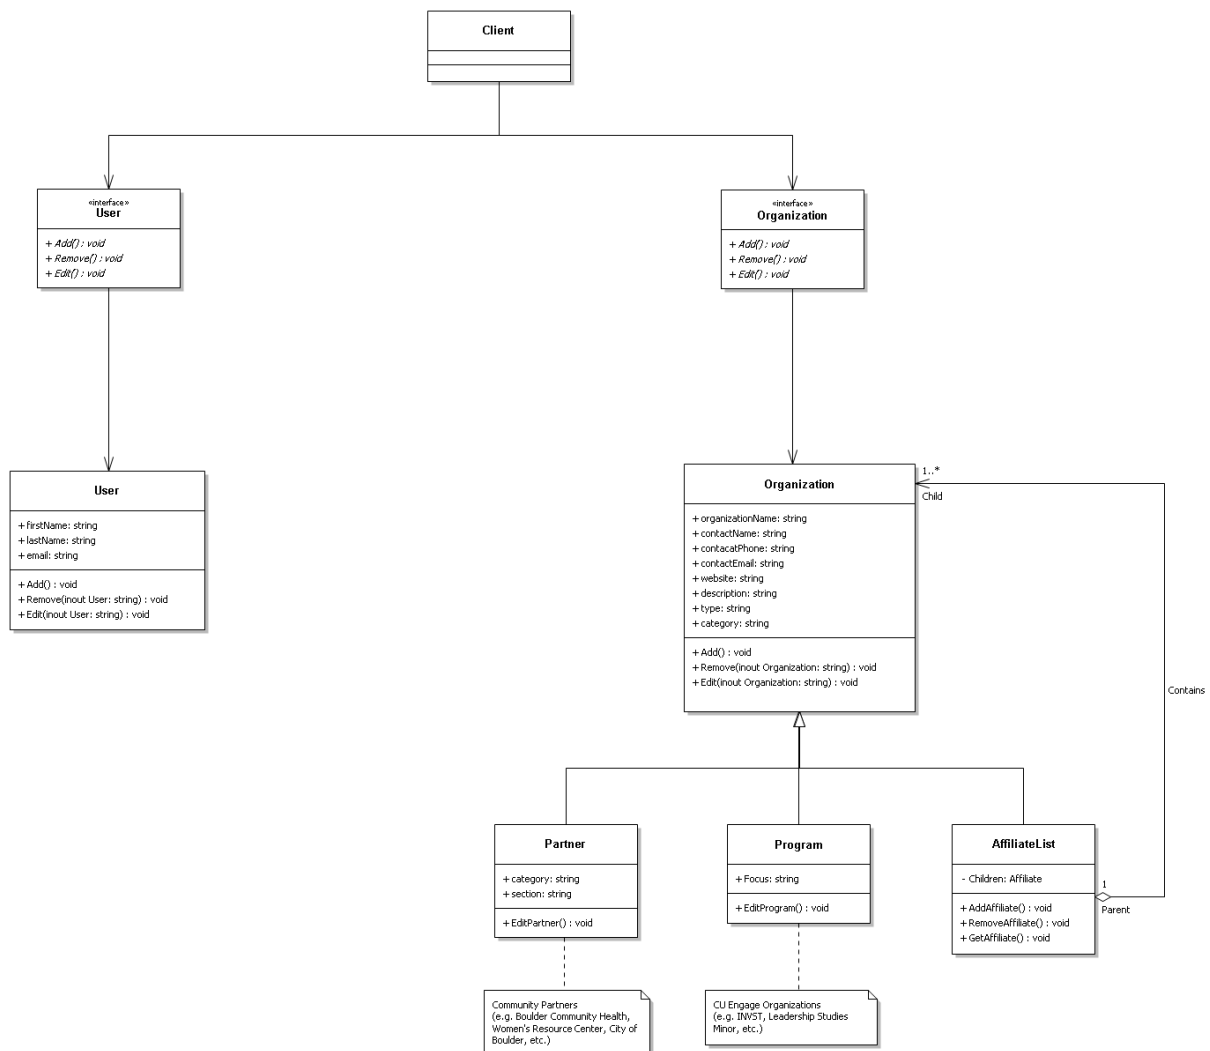 Client
«interface»
User
+ Add() : void
+ Remove() : void
+ Edit() : void
«interface»
Organization
+ Add() : void
+ Remove() : void
+ Edit() : void
User
+ firstName: string
+ lastName: string
+ email: string
+ Add() : void
+ Remove(inout User: string) : void
+ Edit(inout User: string) : void
Organization
+ organizationName: string
+ contactName: string
+ contacatPhone: string
+ contactEmail: string
+ website: string
+ description: string
+ type: string
+ category: string
+ Add() : void
+ Remove(inout Organization: string) : void
+ Edit(inout Organization: string) : void
1..*
Child
Contains
Partner
+ category: string
+ section: string
+ EditPartner() : void
Program
+ Focus: string
+ EditProgram() : void
AffiliateList
- Children: Affiliate
+ AddAffiliate() : void
+ RemoveAffiliate() : void
+ GetAffiliate() : void
1
Parent
Community Partners
(e.g. Boulder Community Health,
Women's Resource Center, City of
Boulder, etc.)
CU Engage Organizations
(e.g. INVST, Leadership Studies
Minor, etc.)